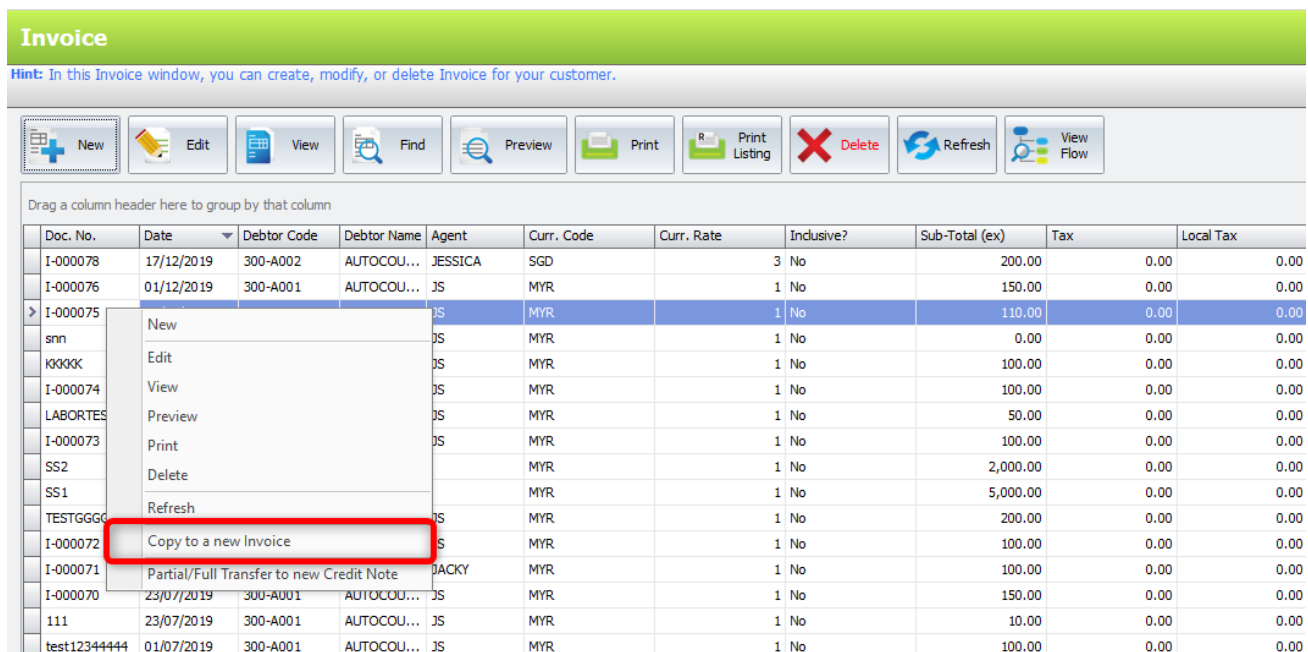 Invoice
Hint: In this Invoice window, you can create, modify, or delete Invoice for your customer.
New Edit View Find Preview Print Print Listing Delete Refresh View Flow
Drag a column header here to group by that column
Doc. No. Date Debtor Code Debtor Name Agent Curr. Code Curr. Rate Inclusive? Sub-Total (ex) Tax Local Tax
I-000078 17/12/2019 300-A002 AUTOCOU... JESSICA SGD 3 No 200.00 0.00 0.00
I-000076 01/12/2019 300-A001 AUTOCOU... JS MYR 1 No 150.00 0.00 0.00
I-000075 JS MYR 1 No 110.00 0.00 0.00
snn JS MYR 1 No 0.00 0.00 0.00
KKKKK JS MYR 1 No 100.00 0.00 0.00
I-000074 JS MYR 1 No 100.00 0.00 0.00
LABORTES JS MYR 1 No 50.00 0.00 0.00
I-000073 JS MYR 1 No 100.00 0.00 0.00
SS2 MYR 1 No 2,000.00 0.00 0.00
SS1 MYR 1 No 5,000.00 0.00 0.00
TESTGGGG JS MYR 1 No 200.00 0.00 0.00
I-000072 JS MYR 1 No 100.00 0.00 0.00
I-000071 JACKY MYR 1 No 100.00 0.00 0.00
I-000070 23/07/2019 300-A001 AUTOCOU... JS MYR 1 No 150.00 0.00 0.00
111 23/07/2019 300-A001 AUTOCOU... JS MYR 1 No 10.00 0.00 0.00
test12344444 01/07/2019 300-A001 AUTOCOU... JS MYR 1 No 100.00 0.00 0.00
New
Edit
View
Preview
Print
Delete
Refresh
Copy to a new Invoice
Partial/Full Transfer to new Credit Note